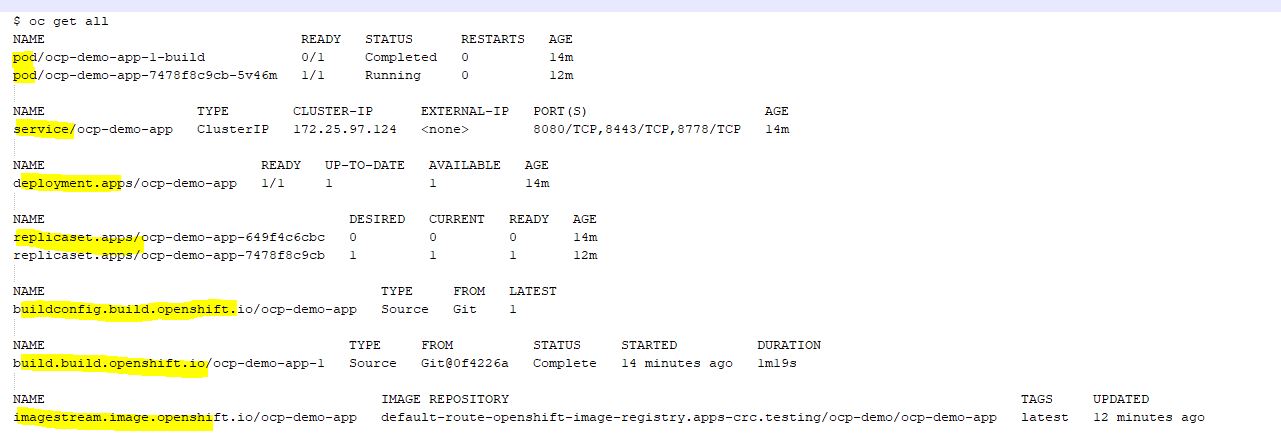 $ oc get all
NAME READY STATUS RESTARTS AGE
pod/ocp-demo-app-1-build 0/1 Completed 0 14m
pod/ocp-demo-app-7478f8c9cb-5v46m 1/1 Running 0 12m
NAME TYPE CLUSTER-IP EXTERNAL-IP PORT(S) AGE
service/ocp-demo-app ClusterIP 172.25.97.124 <none> 8080/TCP,8443/TCP,8778/TCP 14m
NAME READY UP-TO-DATE AVAILABLE AGE
deployment.apps/ocp-demo-app 1/1 1 1 14m
NAME DESIRED CURRENT READY AGE
replicaset.apps/ocp-demo-app-649f4c6cbc 0 0 0 14m
replicaset.apps/ocp-demo-app-7478f8c9cb 1 1 1 12m
NAME TYPE FROM LATEST
buildconfig.build.openshift.io/ocp-demo-app Source Git 1
NAME TYPE FROM STATUS STARTED DURATION
build.build.openshift.io/ocp-demo-app-1 Source Git@0f4226a Complete 14 minutes ago 1m19s
NAME IMAGE REPOSITORY TAGS UPDATED
imagestream.image.openshift.io/ocp-demo-app default-route-openshift-image-registry.apps-crc.testing/ocp-demo/ocp-demo-app latest 12 minutes ago